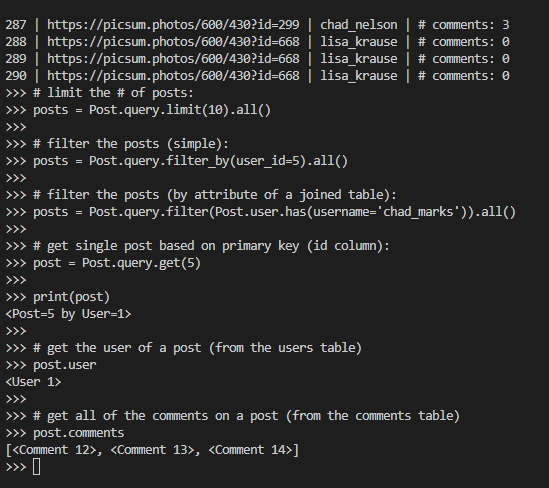 287 | https://picsum.photos/600/430?id=299 | chad_nelson | # comments: 3
288 | https://picsum.photos/600/430?id=668 | lisa_krause | # comments: 0
289 | https://picsum.photos/600/430?id=668 | lisa_krause | # comments: 0
290 | https://picsum.photos/600/430?id=668 | lisa_krause | # comments: 0
>>> # limit the # of posts:
>>> posts = Post.query.limit(10).all()
>>>
>>> # filter the posts (simple):
>>> posts = Post.query.filter_by(user_id=5).all()
>>>
>>> # filter the posts (by attribute of a joined table):
>>> posts = Post.query.filter(Post.user.has(username='chad_marks')).all()
>>>
>>> # get single post based on primary key (id column):
>>> post = Post.query.get(5)
>>>
>>> print(post)
<Post=5 by User=1>
>>>
>>> # get the user of a post (from the users table)
>>> post.user
<User 1>
>>>
>>> # get all of the comments on a post (from the comments table)
>>> post.comments
[<Comment 12>, <Comment 13>, <Comment 14>]
>>>